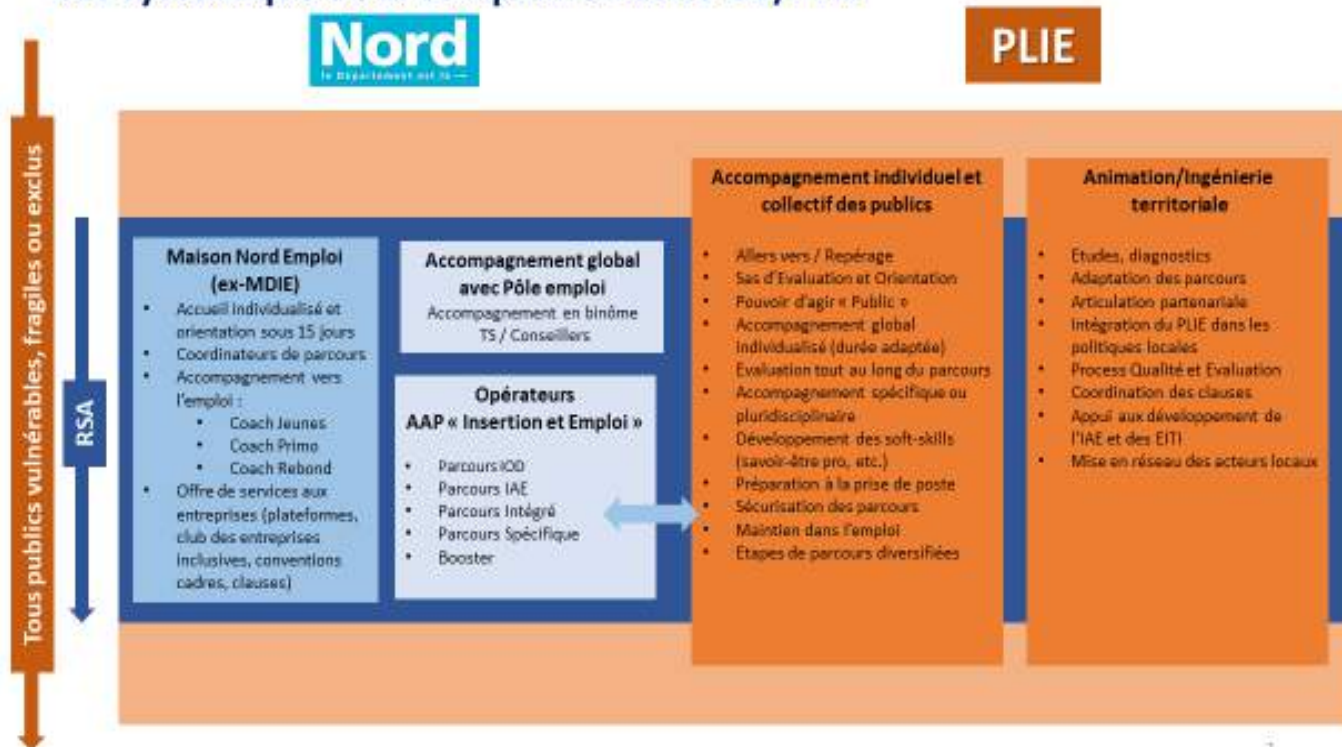 Nord
le Département est là —
PLIE
Tous publics vulnérables, fragiles ou exclus
RSA
Maison Nord Emploi
(ex-MDIE)
• Accueil individualisé et
orientation sous 15 jours
• Coordinateurs de parcours
• Accompagnement vers
l'emploi :
• Coach Jeunes
• Coach Primo
• Coach Rebond
• Offre de services aux
entreprises (plateformes,
club des entreprises
inclusives, conventions
cadres, clauses)
Accompagnement global
avec Pôle emploi
Accompagnement en binôme
TS / Conseillers
Opérateurs
AAP « Insertion et Emploi »
• Parcours IOD
• Parcours IAE
• Parcours Intégré
• Parcours Spécifique
• Booster
Accompagnement individuel et
collectif des publics
• Allers vers / Repérage
• Sas d'Evaluation et Orientation
• Pouvoir d'agir « Public »
• Accompagnement global
individualisé (durée adaptée)
• Evaluation tout au long du parcours
• Accompagnement spécifique ou
pluridisciplinaire
• Développement des soft-skills
(savoir-être pro, etc.)
• Préparation à la prise de poste
• Sécurisation des parcours
• Maintien dans l'emploi
• Etapes de parcours diversifiées
Animation/Ingénierie
territoriale
• Etudes, diagnostics
• Adaptation des parcours
• Articulation partenariale
• Intégration du PLIE dans les
politiques locales
• Process Qualité et Evaluation
• Coordination des clauses
• Appui aux développement de
l'IAE et des EITI
• Mise en réseau des acteurs locaux